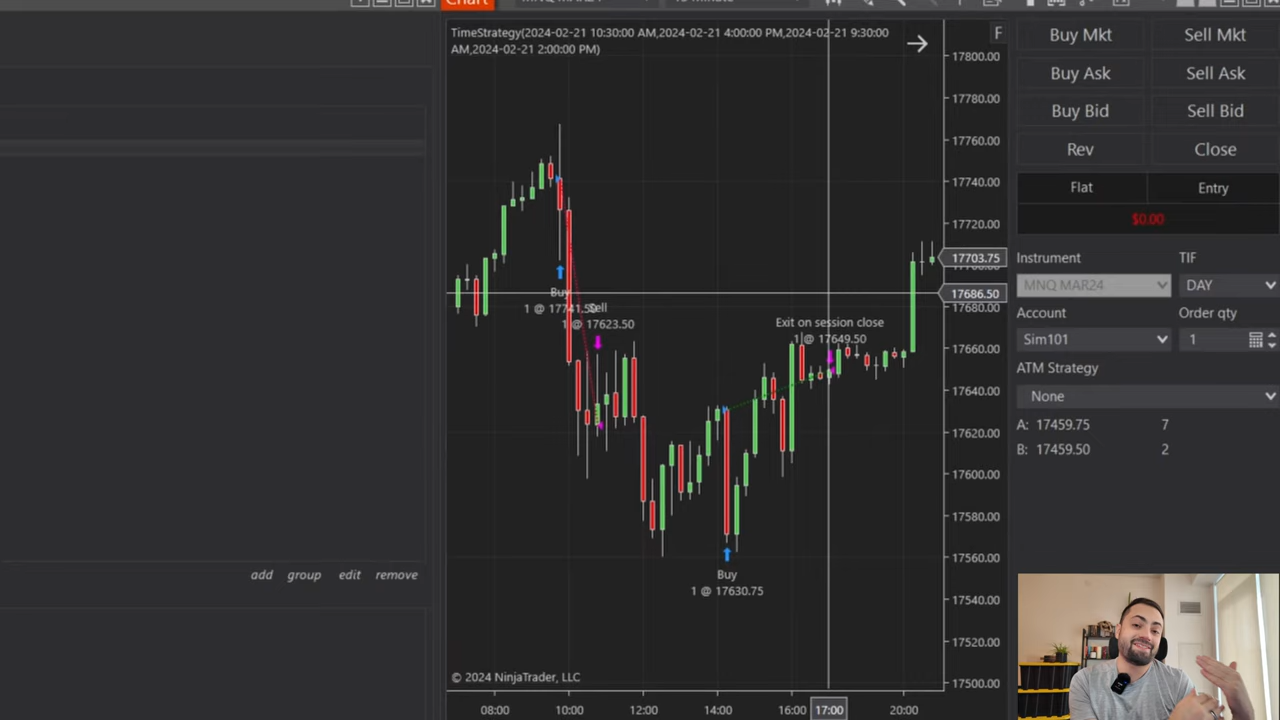 Chart
TimeStrategy(2024-02-21 10:30:00 AM,2024-02-21 4:00:00 PM,2024-02-21 9:30:00
AM,2024-02-21 2:00:00 PM)
F
17800.00
17780.00
17760.00
17740.00
17720.00
17703.75
17686.50
17680.00
17660.00
17640.00
17620.00
17600.00
17580.00
17560.00
17540.00
17520.00
17500.00
Buy
1 @ 17741.50
Sell
1 @ 17623.50
Exit on session close
1 @ 17649.50
Buy
1 @ 17630.75
© 2024 NinjaTrader, LLC
08:00 10:00 12:00 14:00 16:00 17:00 20:00
add group edit remove
Buy Mkt Sell Mkt
Buy Ask Sell Ask
Buy Bid Sell Bid
Rev Close
Flat Entry
$0.00
Instrument TIF
MNQ MAR24 DAY
Account Order qty
Sim101 1
ATM Strategy
None
A: 17459.75 7
B: 17459.50 2